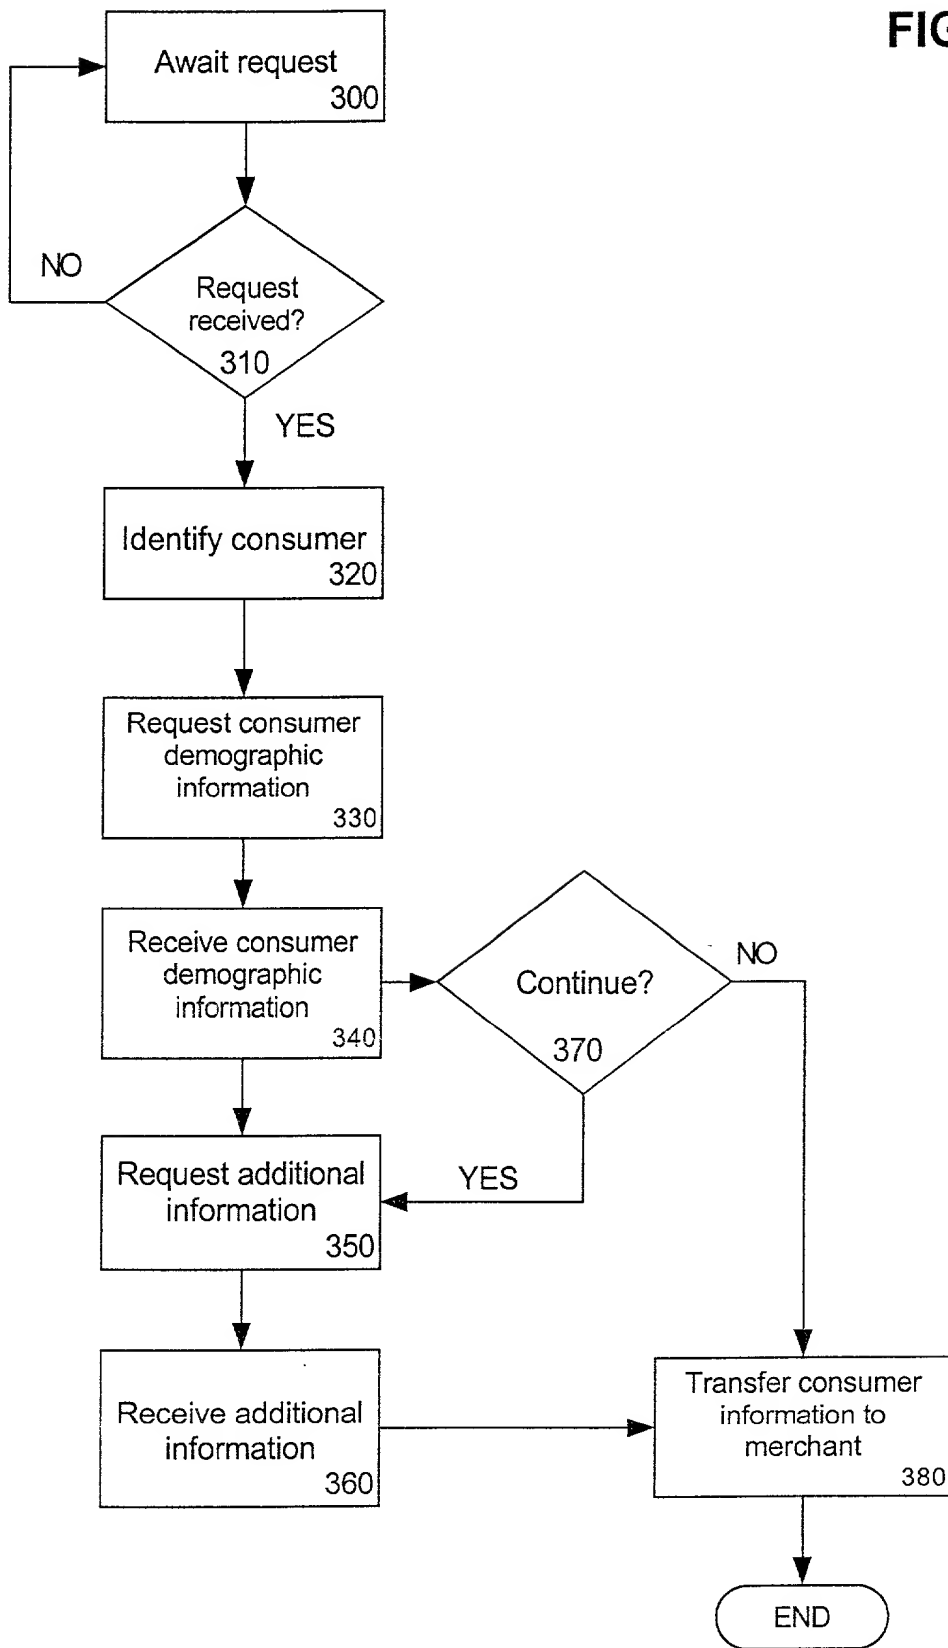 FIG
Await request
300
NO
Request
received?
310
YES
Identify consumer
320
Request consumer
demographic
information
330
Receive consumer
demographic
information
340
Continue?
370
NO
Request additional
information
350
YES
Receive additional
information
360
Transfer consumer
information to
merchant
380
END